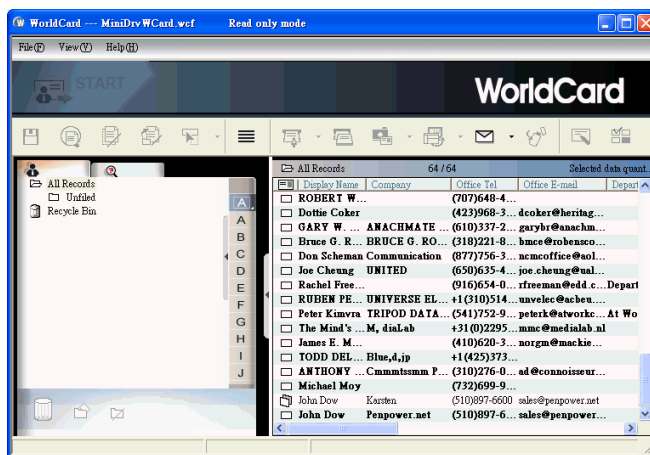 WorldCard --- MiniDrvWCard.wcf Read only mode
File(F) View(V) Help(H)
START
WorldCard
All Records
Unfiled
Recycle Bin
A
A
B
C
D
E
F
G
H
I
J
All Records 64 / 64 Selected data quant...
Display Name Company Office Tel Office E-mail Depart
ROBERT W... (707)648-4...
Dottie Coker (423)968-3... dcoker@heritag...
GARY W. ... ANACHMATE ... (610)337-2... garybr@anachm...
Bruce G. R... BRUCE G. RO... (318)221-8... bmce@robensco...
Don Scheman Communication (877)756-3... ncmcoffice@aol...
Joe Cheung UNITED (650)635-4... joe.cheung@ual...
Rachel Free... (916)654-0... rfreeman@edd.c... Depart
RUBEN PE... UNIVERSE EL... +1(310)514... unvelec@acbeu...
Peter Kimvra TRIPOD DATA... (541)752-9... peterk@atworkc... At Wo
The Mind's ... M, diaLab +31(0)2295... mmc@medialab.nl
James E. M... (410)620-3... norgm@mackie...
TODD DEL... Blue,d,jp +1(425)373...
ANTHONY ... Cmmmtssmm P... (310)276-0... ad@connoisseur...
Michael Moy (732)699-9...
John Dow Karsten (510)897-6600 sales@penpower.net
John Dow Penpower.net (510)897-6... sales@penpower...